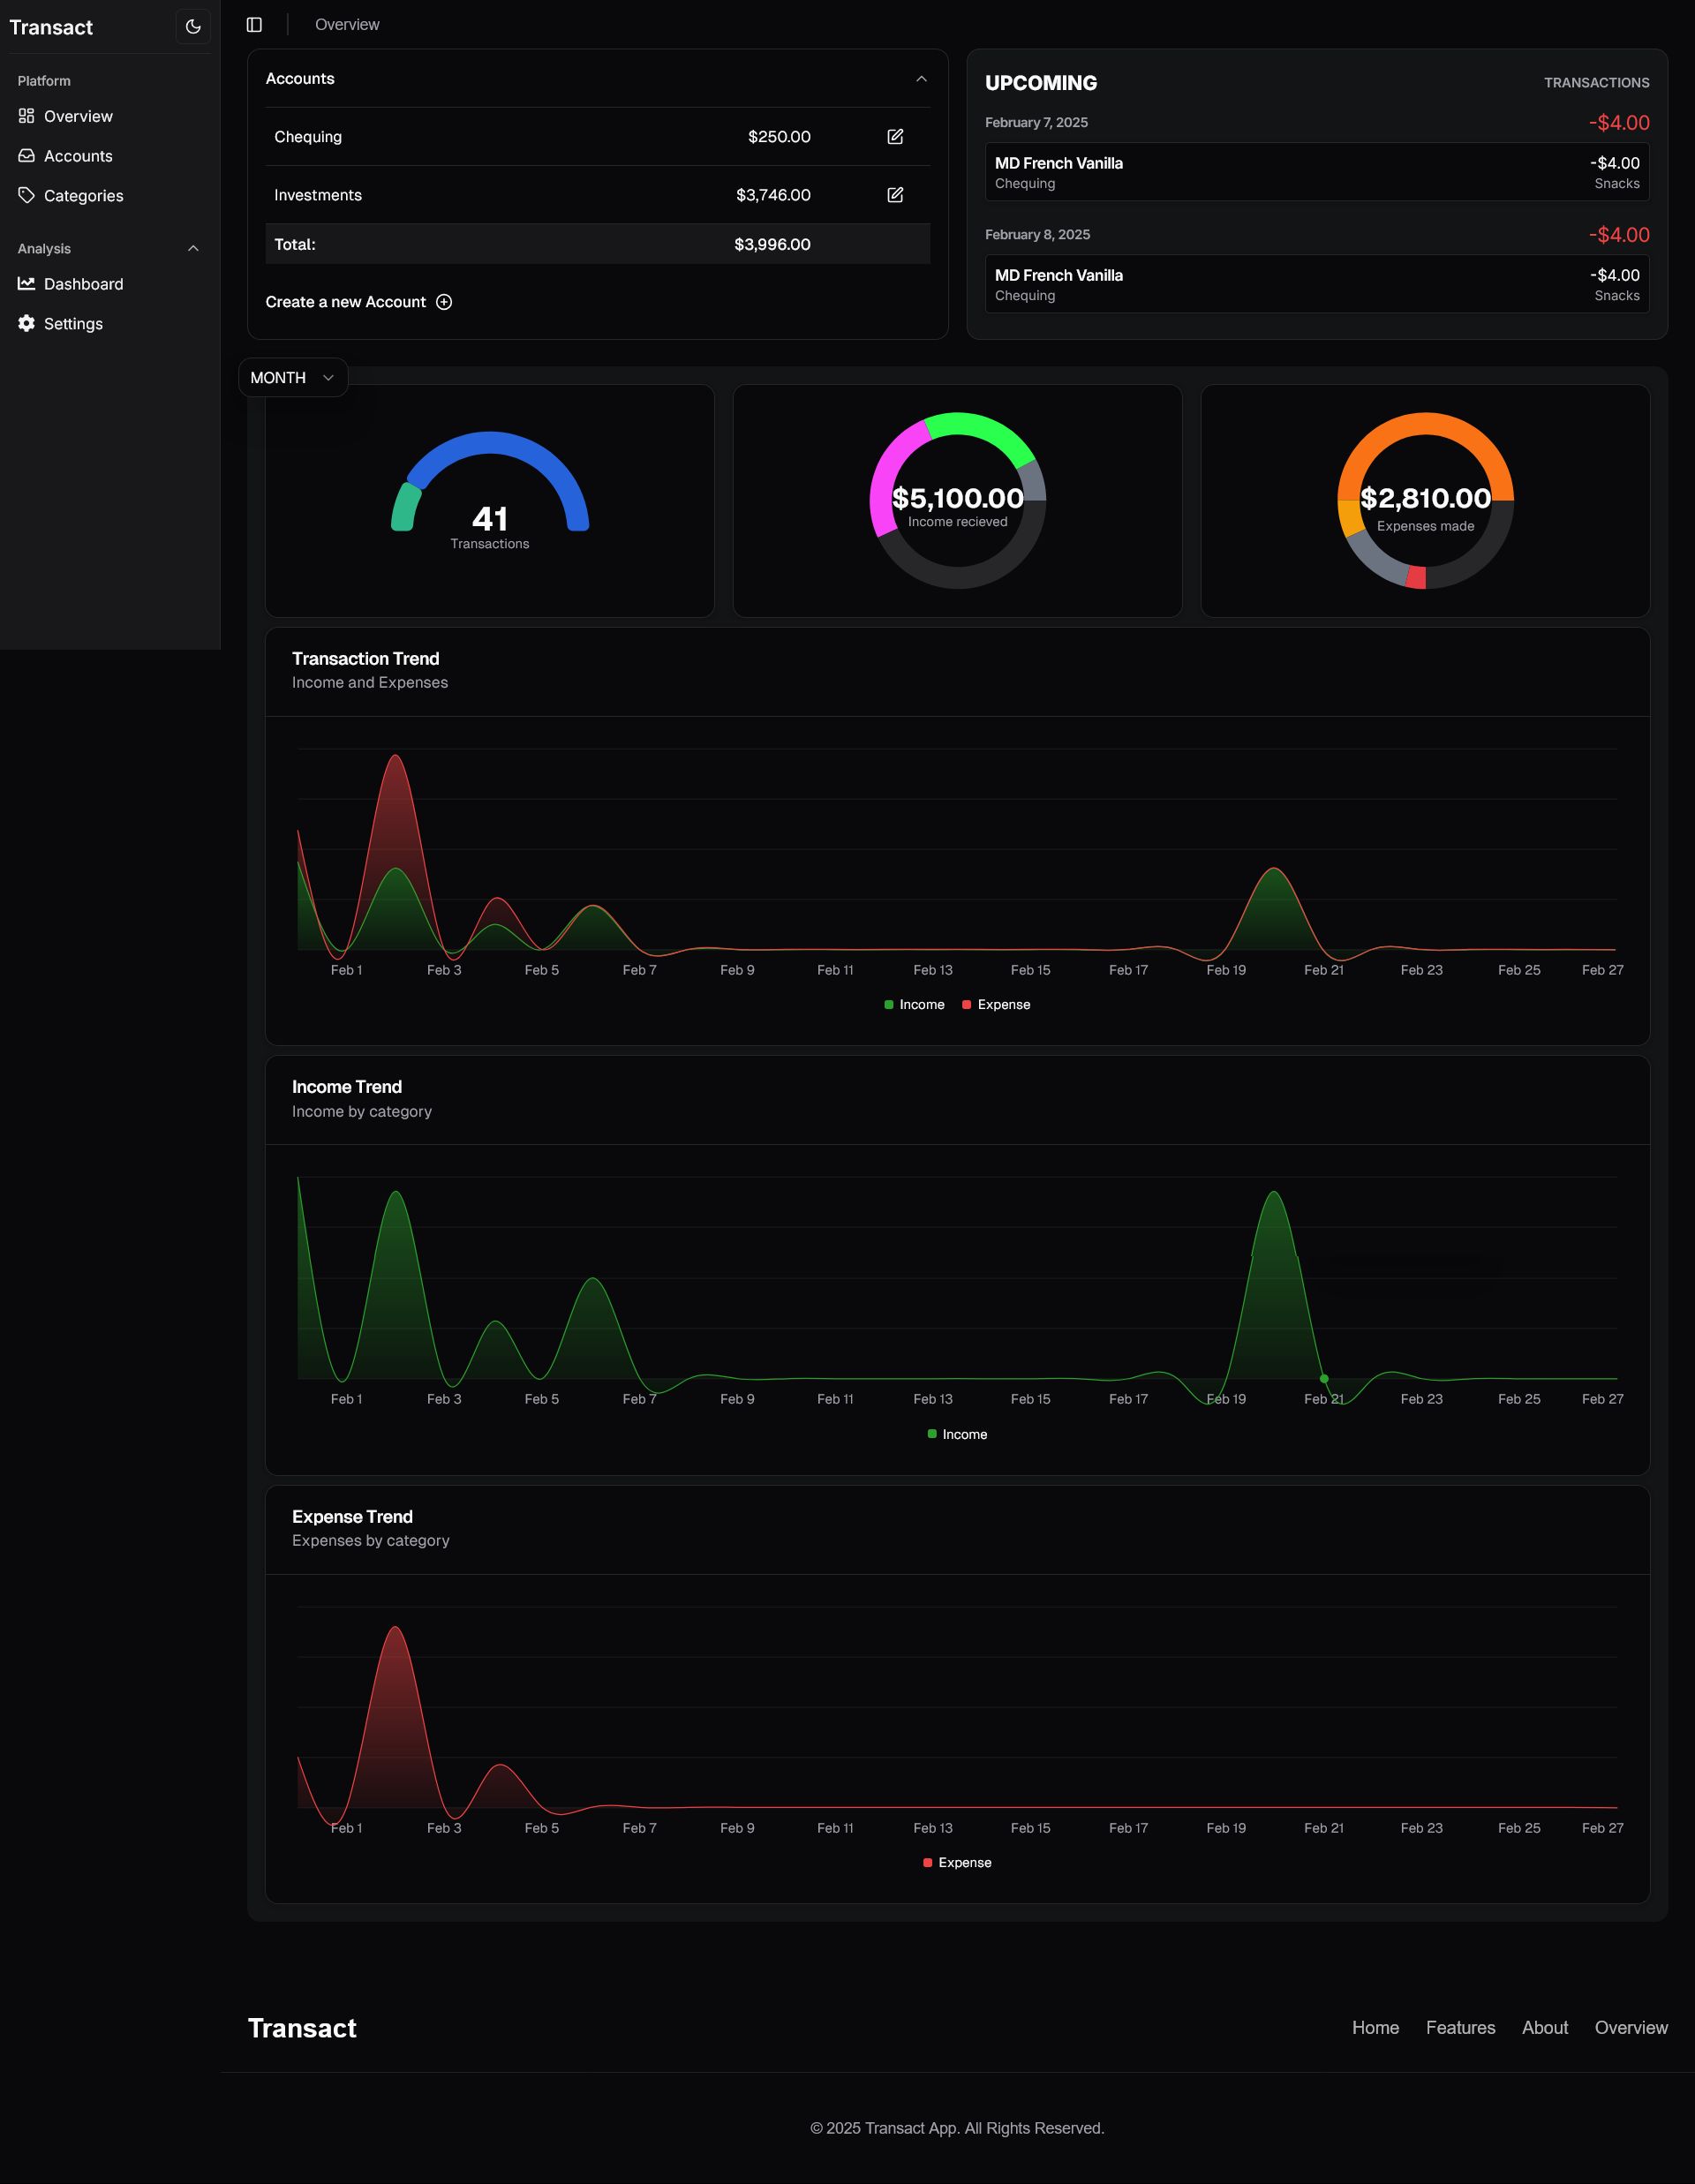 Transact
Platform
Overview
Accounts
Categories
Analysis
Dashboard
Settings
Overview
Accounts
Chequing $250.00
Investments $3,746.00
Total: $3,996.00
Create a new Account
UPCOMING TRANSACTIONS
February 7, 2025 -$4.00
MD French Vanilla -$4.00
Chequing Snacks
February 8, 2025 -$4.00
MD French Vanilla -$4.00
Chequing Snacks
MONTH
41
Transactions
$5,100.00
Income recieved
$2,810.00
Expenses made
Transaction Trend
Income and Expenses
Feb 1 Feb 3 Feb 5 Feb 7 Feb 9 Feb 11 Feb 13 Feb 15 Feb 17 Feb 19 Feb 21 Feb 23 Feb 25 Feb 27
Income Expense
Income Trend
Income by category
Feb 1 Feb 3 Feb 5 Feb 7 Feb 9 Feb 11 Feb 13 Feb 15 Feb 17 Feb 19 Feb 21 Feb 23 Feb 25 Feb 27
Income
Expense Trend
Expenses by category
Feb 1 Feb 3 Feb 5 Feb 7 Feb 9 Feb 11 Feb 13 Feb 15 Feb 17 Feb 19 Feb 21 Feb 23 Feb 25 Feb 27
Expense
Transact
Home Features About Overview
© 2025 Transact App. All Rights Reserved.